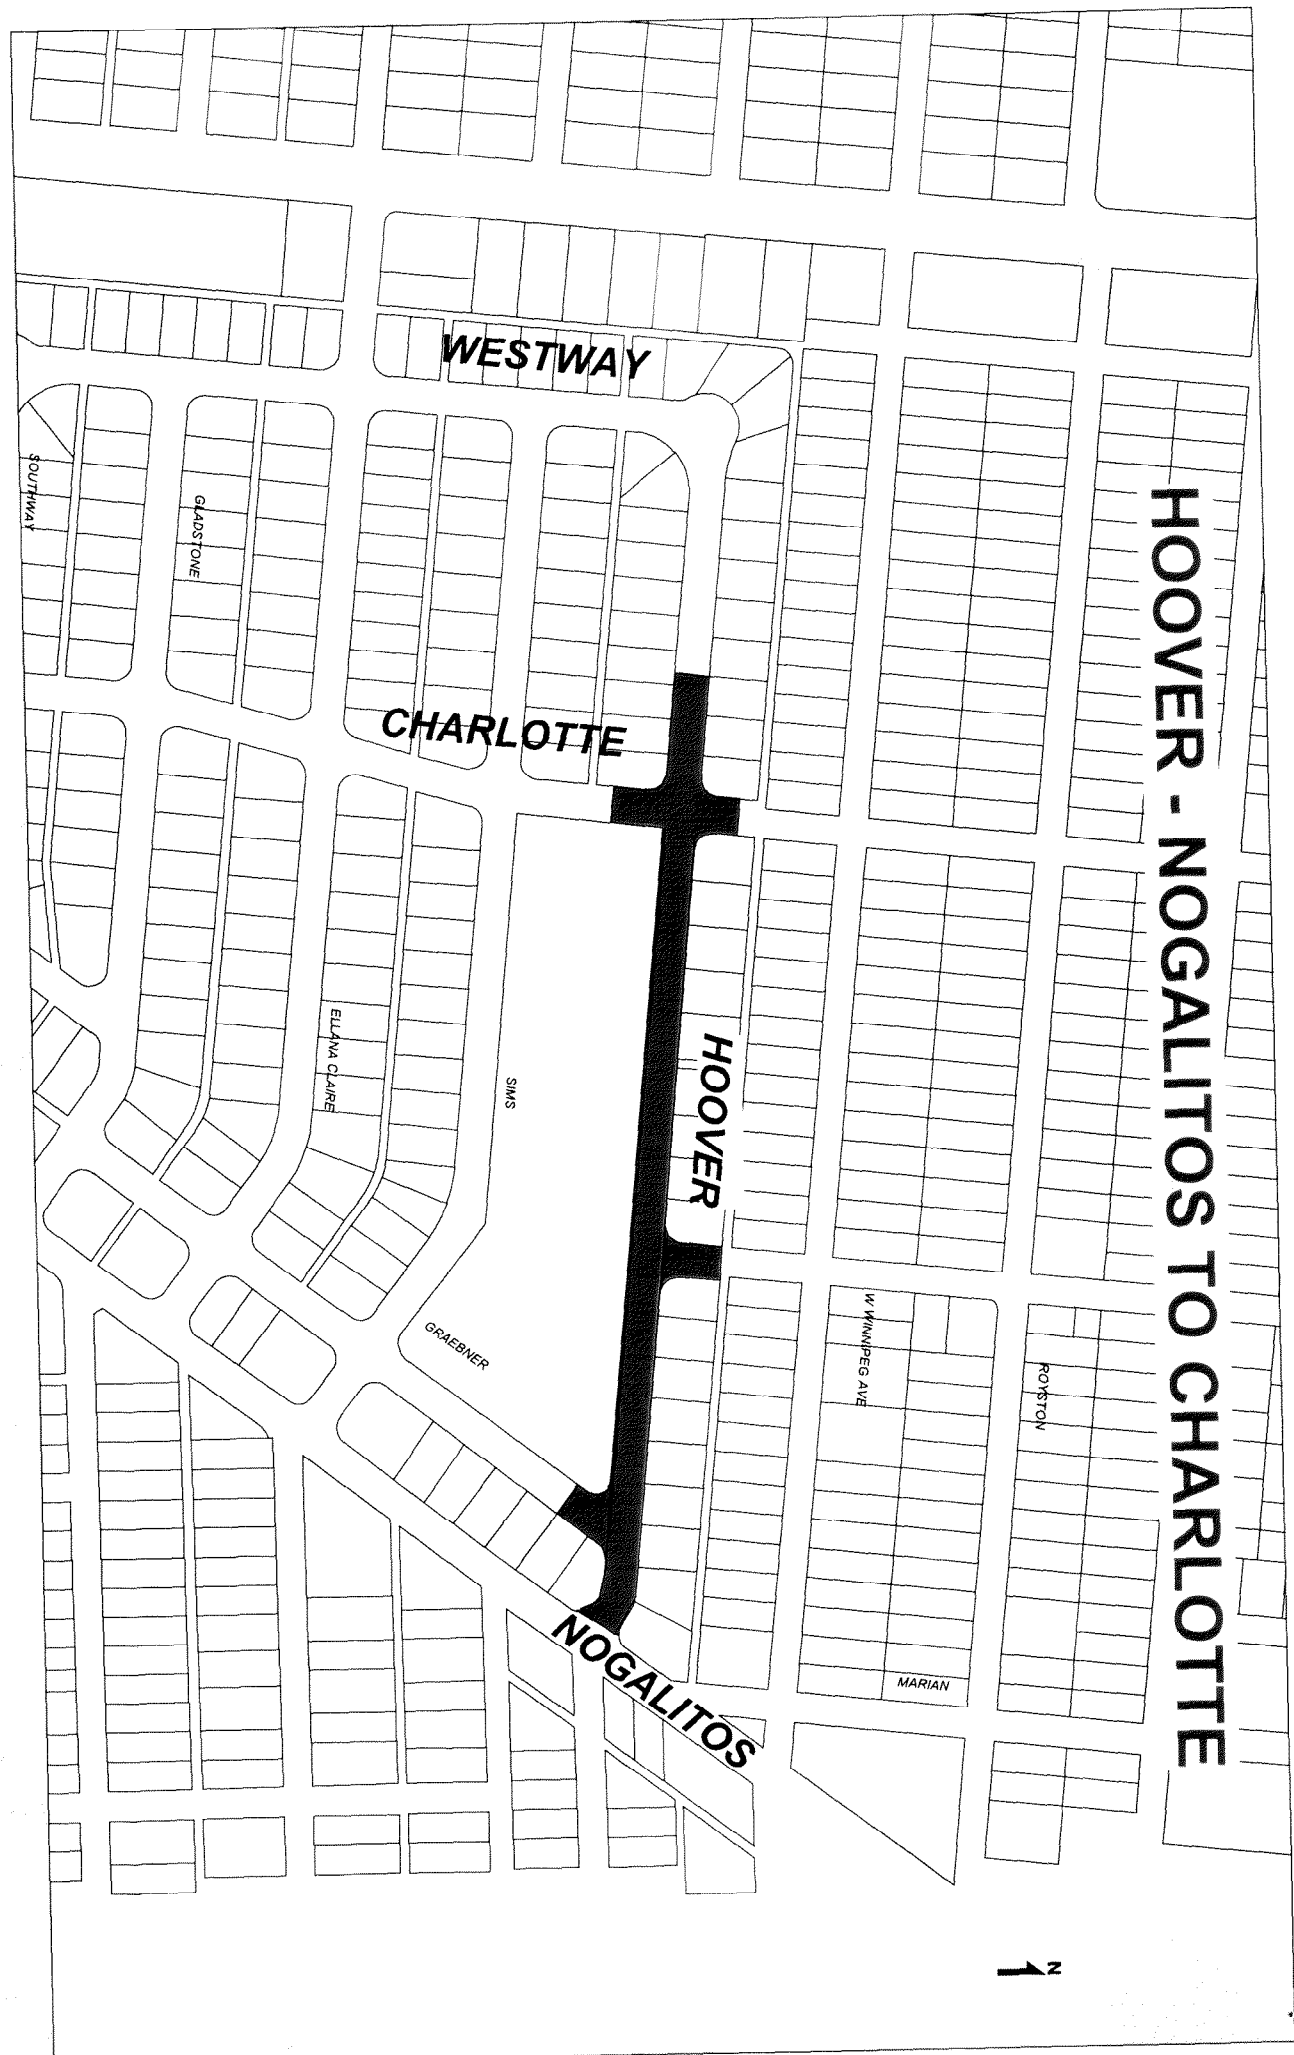 HOOVER - NOGALITOS TO CHARLOTTE
WESTWAY
CHARLOTTE
HOOVER
NOGALITOS
SOUTHWAY
GLADSTONE
ELLANA CLAIRE
SIMS
GRAEBNER
W WINNIPEG AVE
ROYSTON
MARIAN
N